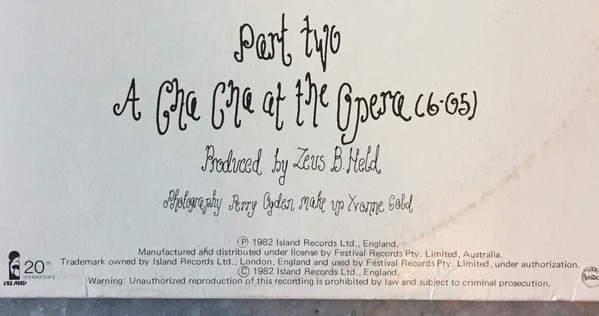 Part two
A Cha Cha at the Opera (6-05)
Produced by Zeus B. Held
Photography Perry Ogden make up Yvonne Gold
Ⓟ 1982 Island Records Ltd., England.
Manufactured and distributed under license by Festival Records Pty. Limited, Australia.
Trademark owned by Island Records Ltd., London, England and used by Festival Records Pty. Limited, under authorization.
© 1982 Island Records Ltd., England.
Warning: Unauthorized reproduction of this recording is prohibited by law and subject to criminal prosecution.
ISLAND
20th
anniversary